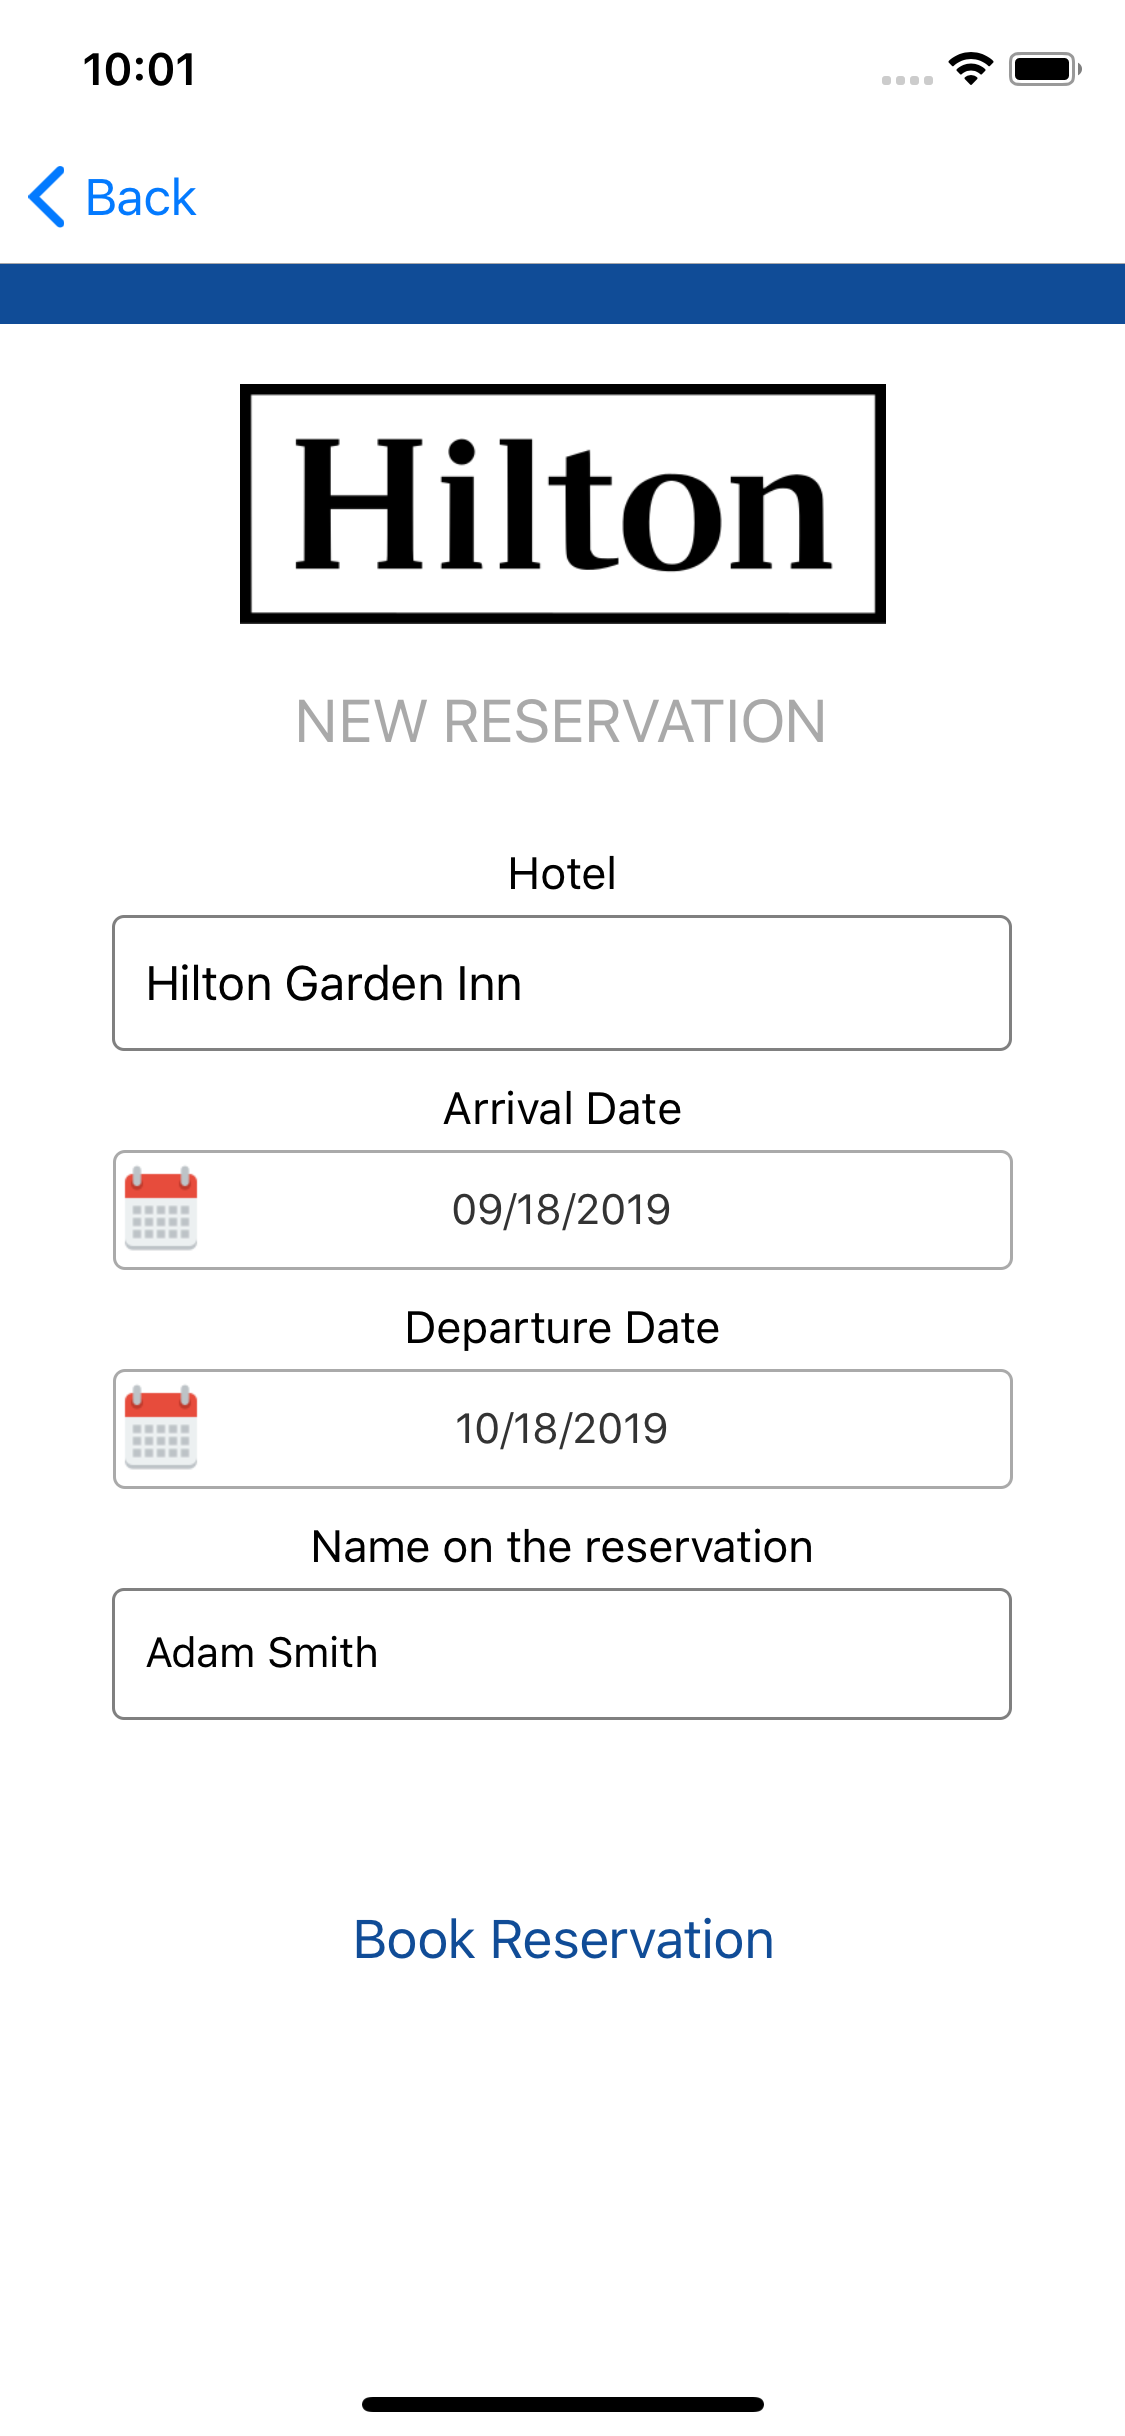 10:01
Back
Hilton
NEW RESERVATION
Hotel
Hilton Garden Inn
Arrival Date
09/18/2019
Departure Date
10/18/2019
Name on the reservation
Adam Smith
Book Reservation